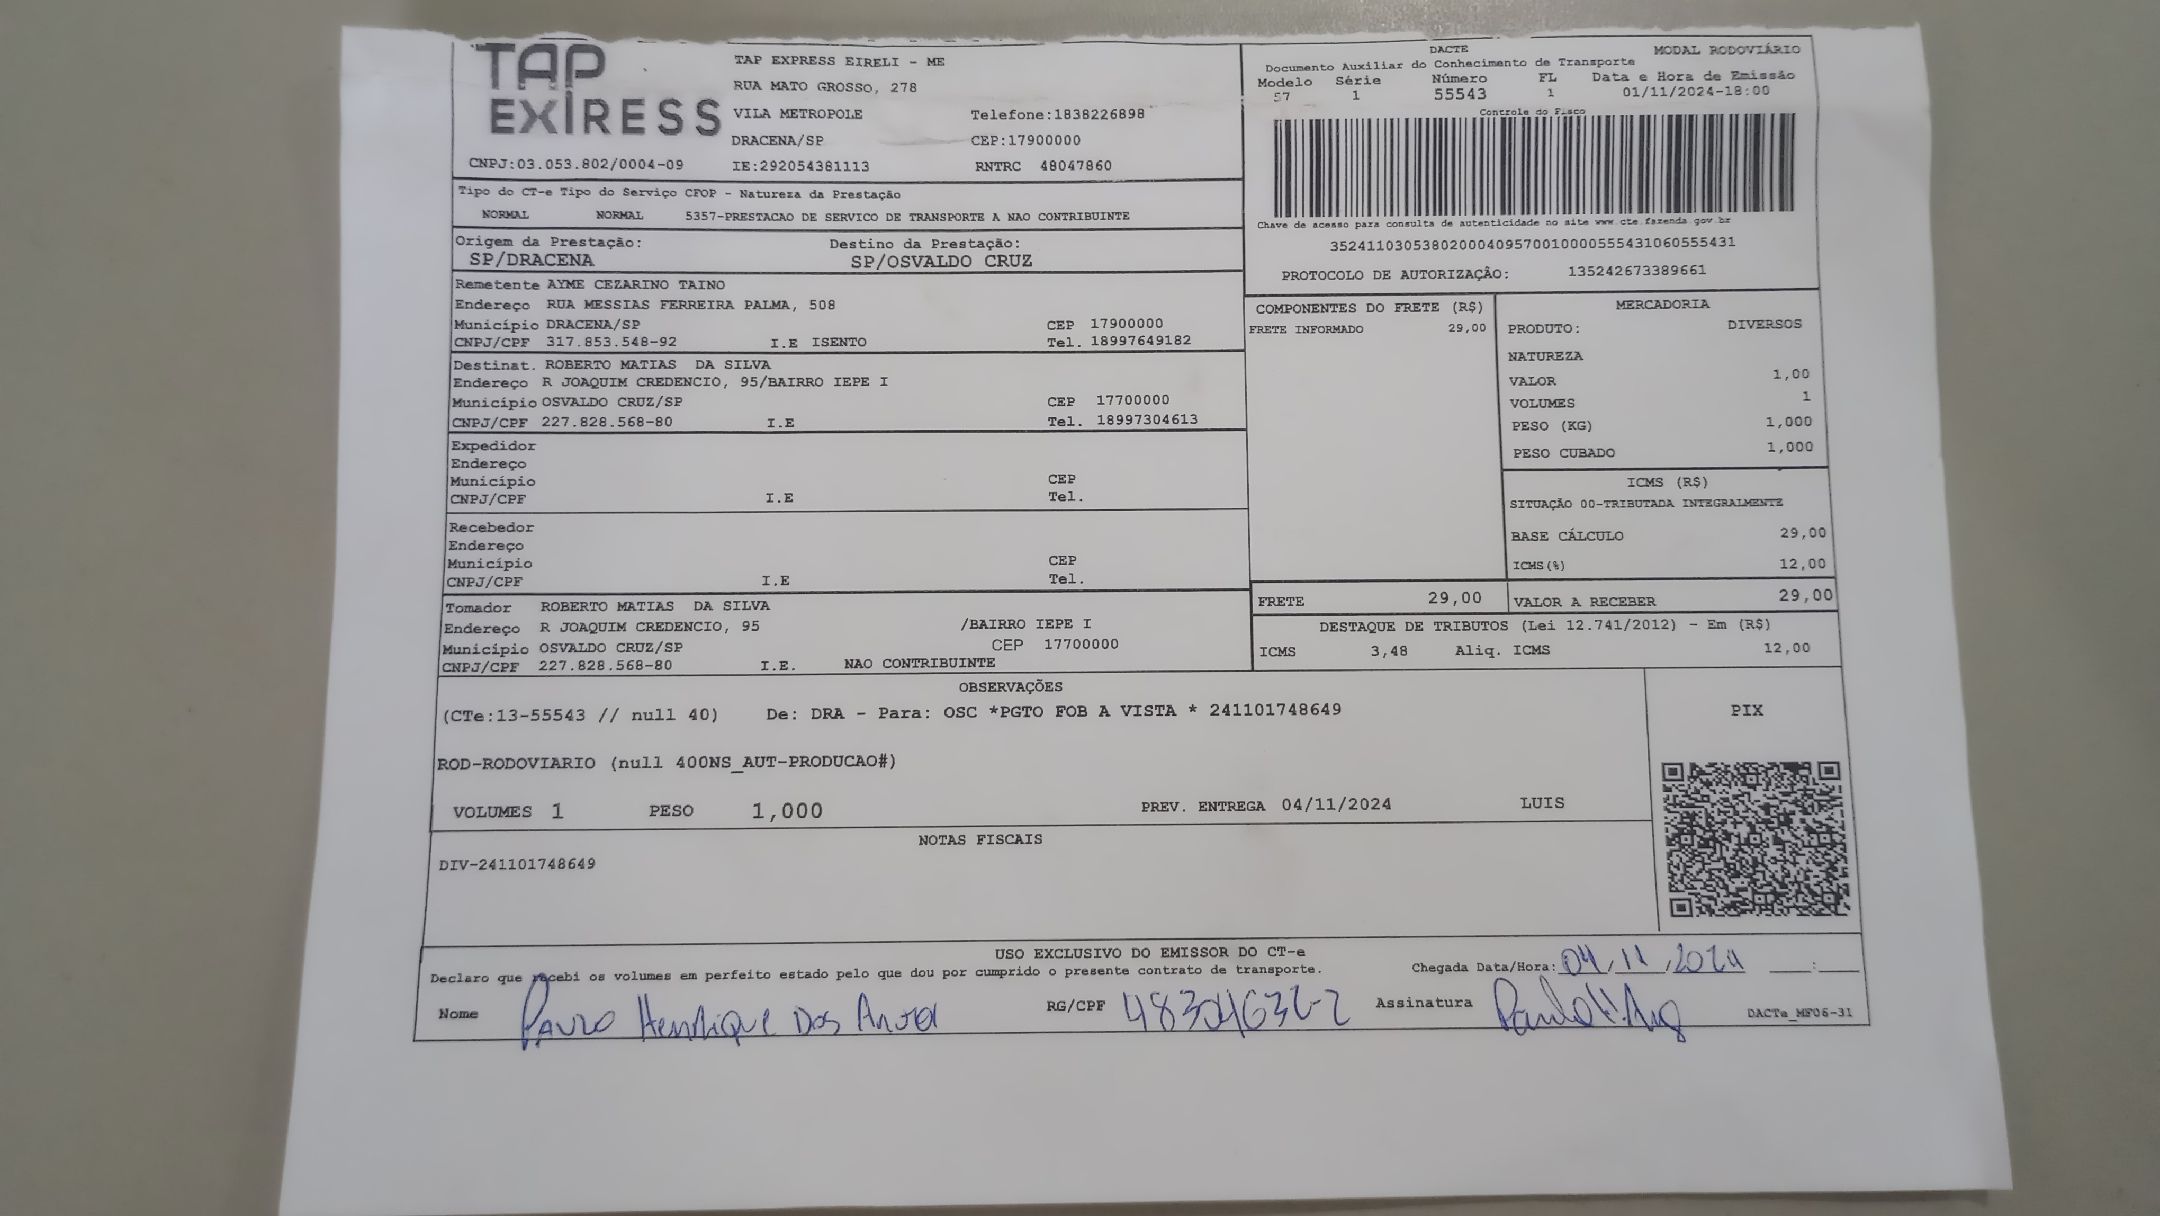 TAP
EXPRESS
TAP EXPRESS EIRELI - ME
RUA MATO GROSSO, 278
VILA METROPOLE Telefone:1838226898
DRACENA/SP CEP:17900000
CNPJ:03.053.802/0004-09 IE:292054381113 RNTRC 48047860
DACTE MODAL RODOVIÁRIO
Documento Auxiliar do Conhecimento de Transporte
Modelo Série Número FL Data e Hora de Emissão
57 1 55543 1 01/11/2024-18:00
Controle do Fisco
Chave de acesso para consulta de autenticidade no site www.cte.fazenda.gov.br
35241103053802000409570010000555431060555431
PROTOCOLO DE AUTORIZAÇÃO: 135242673389661
Tipo do CT-e Tipo do Serviço CFOP - Natureza da Prestação
NORMAL NORMAL 5357-PRESTACAO DE SERVICO DE TRANSPORTE A NAO CONTRIBUINTE
Origem da Prestação: Destino da Prestação:
SP/DRACENA SP/OSVALDO CRUZ
Remetente AYME CEZARINO TAINO
Endereço RUA MESSIAS FERREIRA PALMA, 508
Município DRACENA/SP CEP 17900000
CNPJ/CPF 317.853.548-92 I.E ISENTO Tel. 18997649182
Destinat. ROBERTO MATIAS DA SILVA
Endereço R JOAQUIM CREDENCIO, 95/BAIRRO IEPE I
Município OSVALDO CRUZ/SP CEP 17700000
CNPJ/CPF 227.828.568-80 I.E Tel. 18997304613
Expedidor
Endereço
Município CEP
CNPJ/CPF I.E Tel.
Recebedor
Endereço
Município CEP
CNPJ/CPF I.E Tel.
Tomador ROBERTO MATIAS DA SILVA
Endereço R JOAQUIM CREDENCIO, 95 /BAIRRO IEPE I
Município OSVALDO CRUZ/SP CEP 17700000
CNPJ/CPF 227.828.568-80 I.E. NAO CONTRIBUINTE
COMPONENTES DO FRETE (R$)
FRETE INFORMADO 29,00
MERCADORIA
PRODUTO: DIVERSOS
NATUREZA
VALOR 1,00
VOLUMES 1
PESO (KG) 1,000
PESO CUBADO 1,000
ICMS (R$)
SITUAÇÃO 00-TRIBUTADA INTEGRALMENTE
BASE CÁLCULO 29,00
ICMS(%) 12,00
FRETE 29,00 VALOR A RECEBER 29,00
DESTAQUE DE TRIBUTOS (Lei 12.741/2012) - Em (R$)
ICMS 3,48 Aliq. ICMS 12,00
OBSERVAÇÕES
(CTe:13-55543 // null 40) De: DRA - Para: OSC *PGTO FOB A VISTA * 241101748649
ROD-RODOVIARIO (null 400NS_AUT-PRODUCAO#)
VOLUMES 1 PESO 1,000 PREV. ENTREGA 04/11/2024 LUIS
PIX
NOTAS FISCAIS
DIV-241101748649
USO EXCLUSIVO DO EMISSOR DO CT-e
Declaro que recebi os volumes em perfeito estado pelo que dou por cumprido o presente contrato de transporte. Chegada Data/Hora: 04/11/2024 __:__
Nome Paulo Henrique Dos RG/CPF Assinatura DACTe_MF06-31